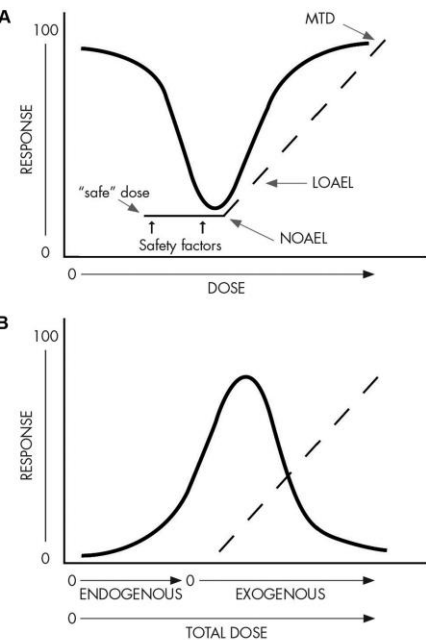 A
MTD
100
RESPONSE
LOAEL
"safe" dose
NOAEL
Safety factors
0
0
DOSE
B
100
RESPONSE
0
0 0
ENDOGENOUS EXOGENOUS
0
TOTAL DOSE